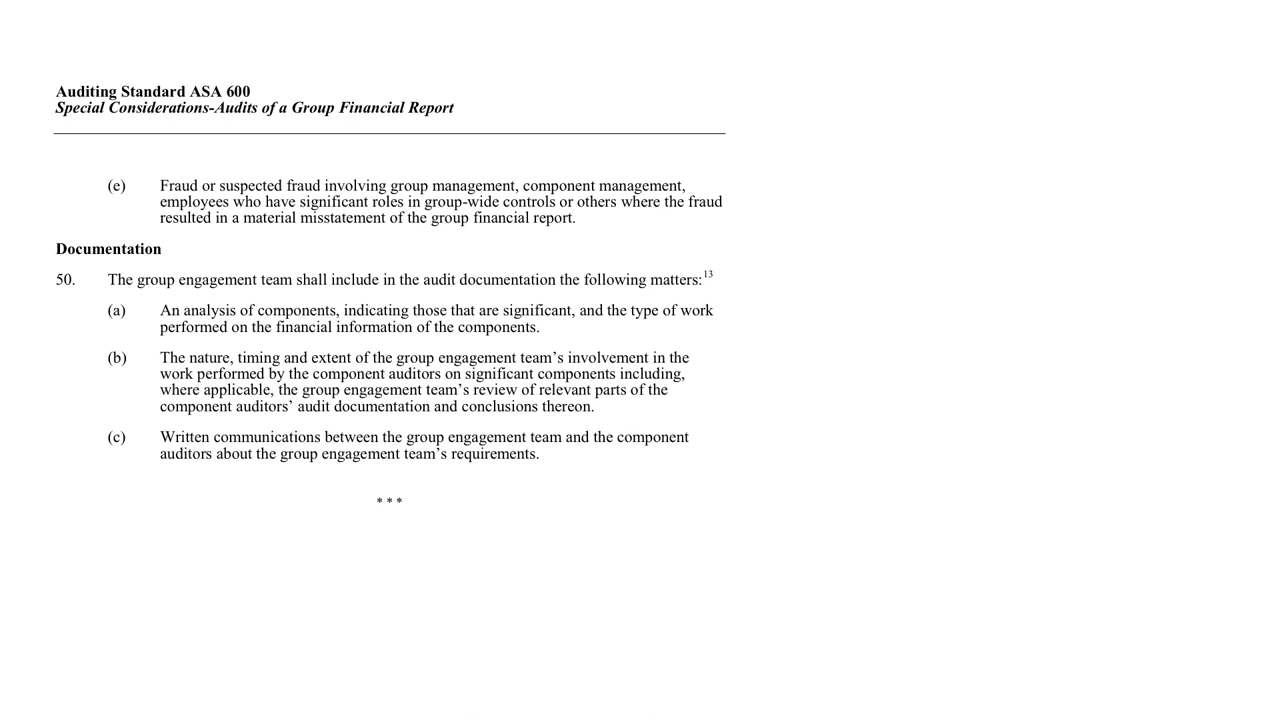 Auditing Standard ASA 600
Special Considerations-Audits of a Group Financial Report
(e) Fraud or suspected fraud involving group management, component management,
employees who have significant roles in group-wide controls or others where the fraud
resulted in a material misstatement of the group financial report.
Documentation
50. The group engagement team shall include in the audit documentation the following matters:13
(a) An analysis of components, indicating those that are significant, and the type of work
performed on the financial information of the components.
(b) The nature, timing and extent of the group engagement team’s involvement in the
work performed by the component auditors on significant components including,
where applicable, the group engagement team’s review of relevant parts of the
component auditors’ audit documentation and conclusions thereon.
(c) Written communications between the group engagement team and the component
auditors about the group engagement team’s requirements.
* * *